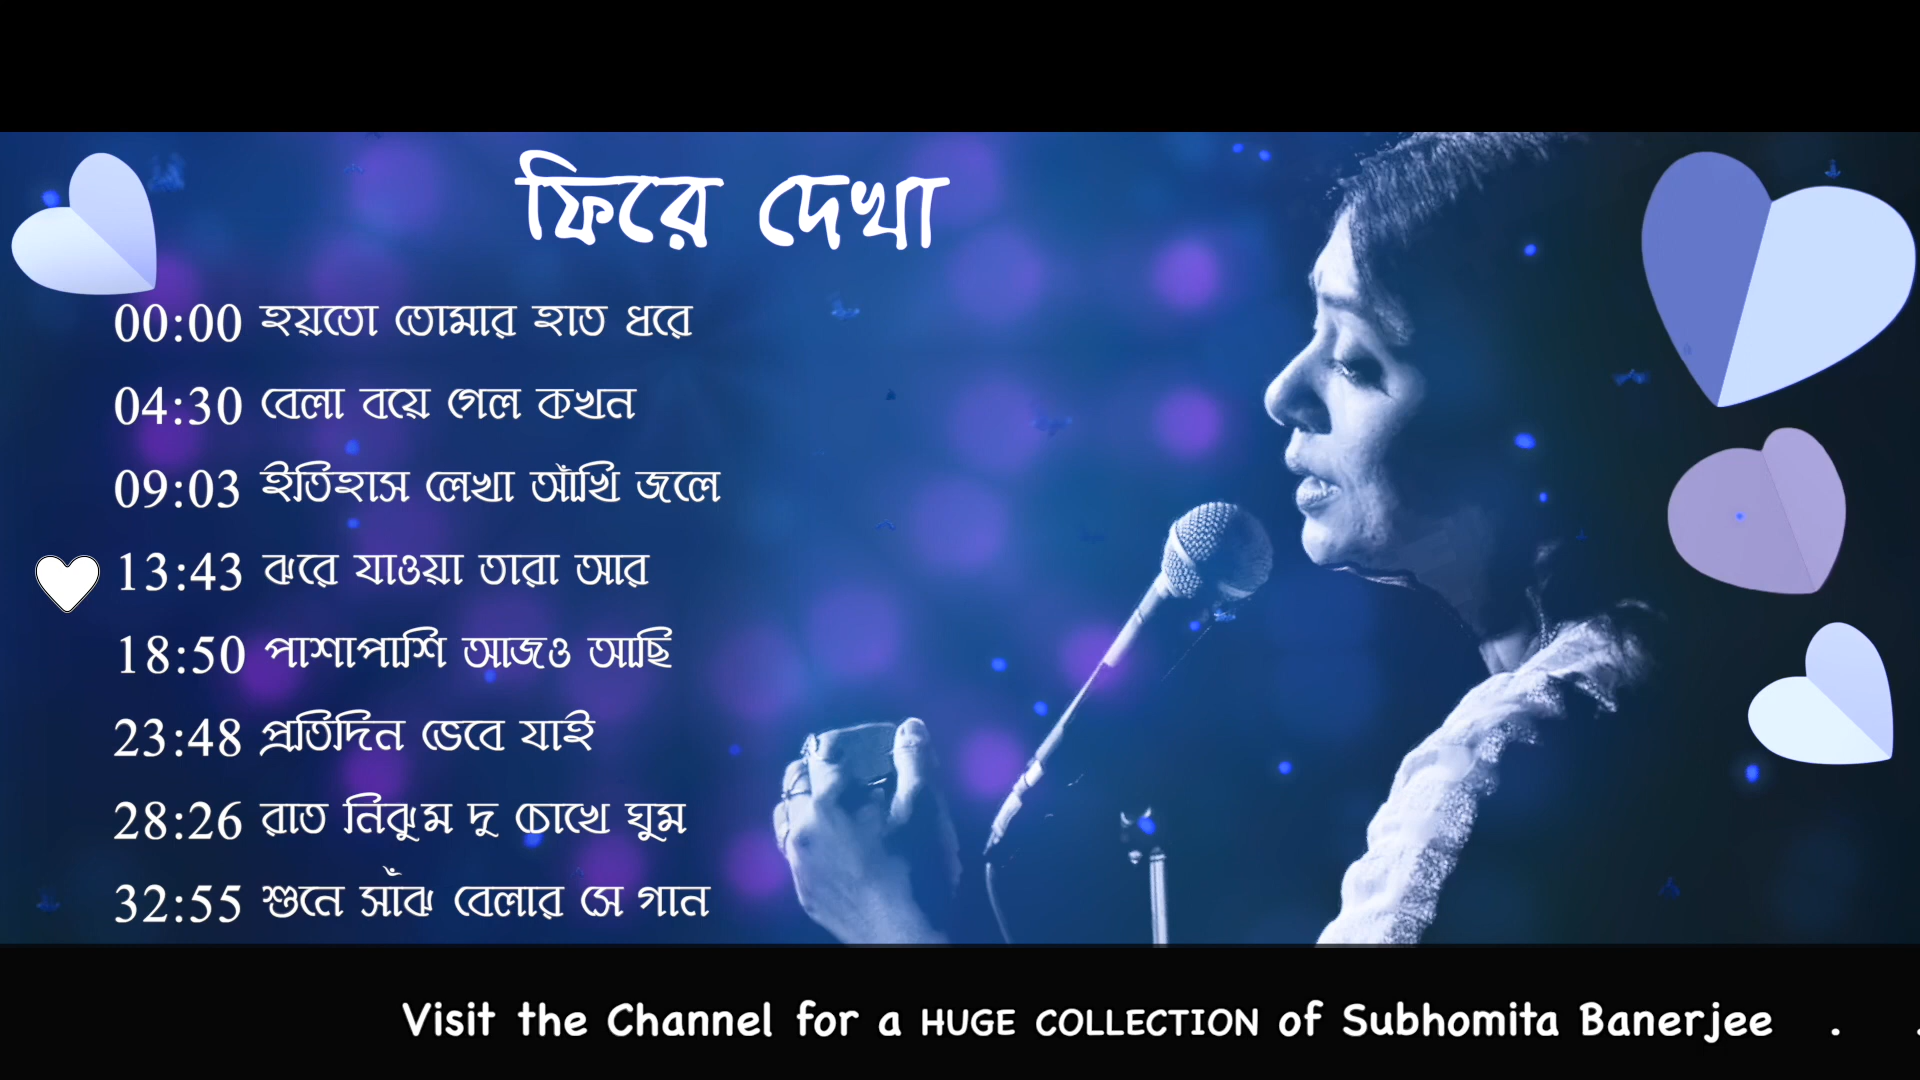 ফিরে দেখা
00:00 হয়তো তোমার হাত ধরে
04:30 বেলা বয়ে গেল কখন
09:03 ইতিহাস লেখা আঁখি জলে
13:43 ঝরে যাওয়া তারা আর
18:50 পাশাপাশি আজও আছি
23:48 প্রতিদিন ভেবে যাই
28:26 রাত নিঝুম দু চোখে ঘুম
32:55 শুনে সাঁঝ বেলার সে গান
Visit the Channel for a HUGE COLLECTION of Subhomita Banerjee . .